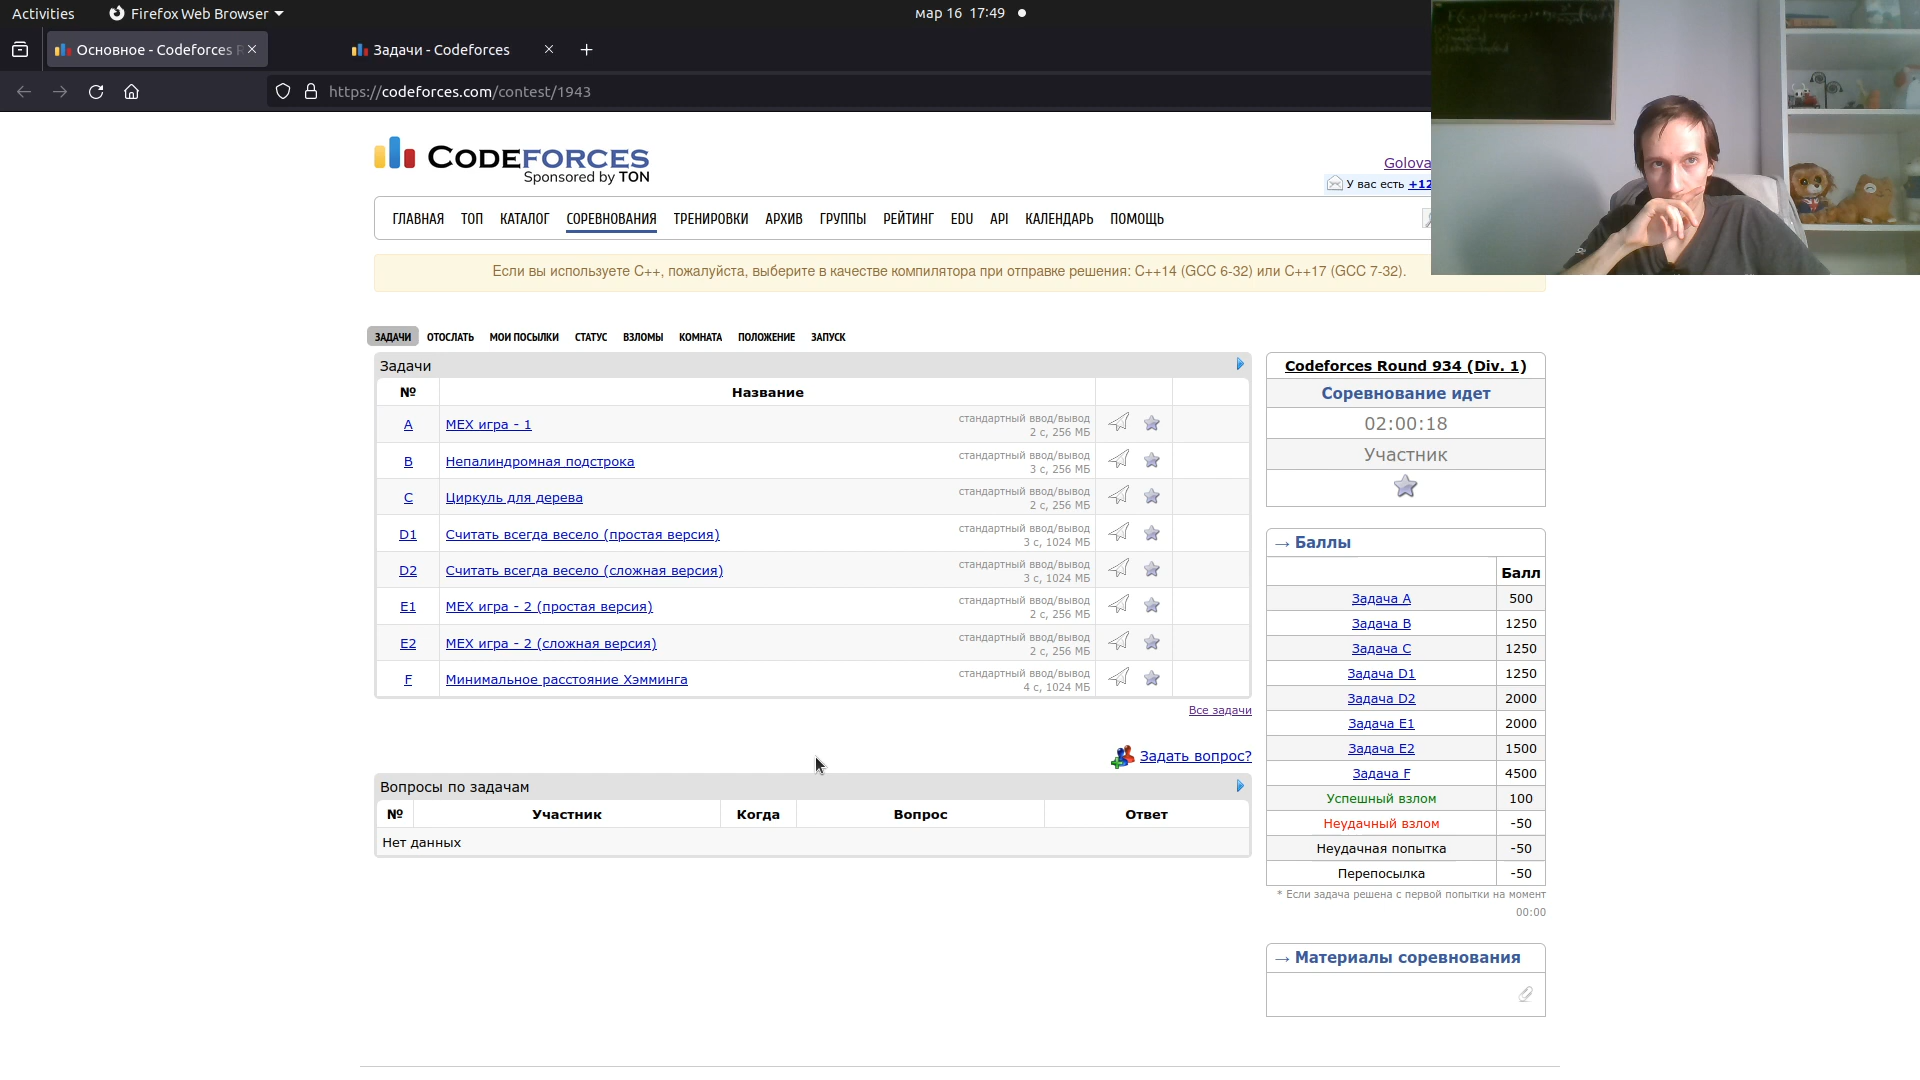 Activities
Firefox Web Browser
мар 16 17:49
Основное - Codeforces
Задачи - Codeforces
https://codeforces.com/contest/1943
CODEFORCES
Sponsored by TON
Golova
У вас есть +12
ГЛАВНАЯ ТОП КАТАЛОГ СОРЕВНОВАНИЯ ТРЕНИРОВКИ АРХИВ ГРУППЫ РЕЙТИНГ EDU API КАЛЕНДАРЬ ПОМОЩЬ
Если вы используете C++, пожалуйста, выберите в качестве компилятора при отправке решения: C++14 (GCC 6-32) или C++17 (GCC 7-32).
ЗАДАЧИ ОТОСЛАТЬ МОИ ПОСЫЛКИ СТАТУС ВЗЛОМЫ КОМНАТА ПОЛОЖЕНИЕ ЗАПУСК
Задачи
№ Название
A MEX игра - 1 стандартный ввод/вывод
2 с, 256 МБ
B Непалиндромная подстрока стандартный ввод/вывод
3 с, 256 МБ
C Циркуль для дерева стандартный ввод/вывод
2 с, 256 МБ
D1 Считать всегда весело (простая версия) стандартный ввод/вывод
3 с, 1024 МБ
D2 Считать всегда весело (сложная версия) стандартный ввод/вывод
3 с, 1024 МБ
E1 MEX игра - 2 (простая версия) стандартный ввод/вывод
2 с, 256 МБ
E2 MEX игра - 2 (сложная версия) стандартный ввод/вывод
2 с, 256 МБ
F Минимальное расстояние Хэмминга стандартный ввод/вывод
4 с, 1024 МБ
Все задачи
Задать вопрос?
Вопросы по задачам
№ Участник Когда Вопрос Ответ
Нет данных
Codeforces Round 934 (Div. 1)
Соревнование идет
02:00:18
Участник
→ Баллы
Балл
Задача A 500
Задача B 1250
Задача C 1250
Задача D1 1250
Задача D2 2000
Задача E1 2000
Задача E2 1500
Задача F 4500
Успешный взлом 100
Неудачный взлом -50
Неудачная попытка -50
Перепосылка -50
* Если задача решена с первой попытки на момент
00:00
→ Материалы соревнования